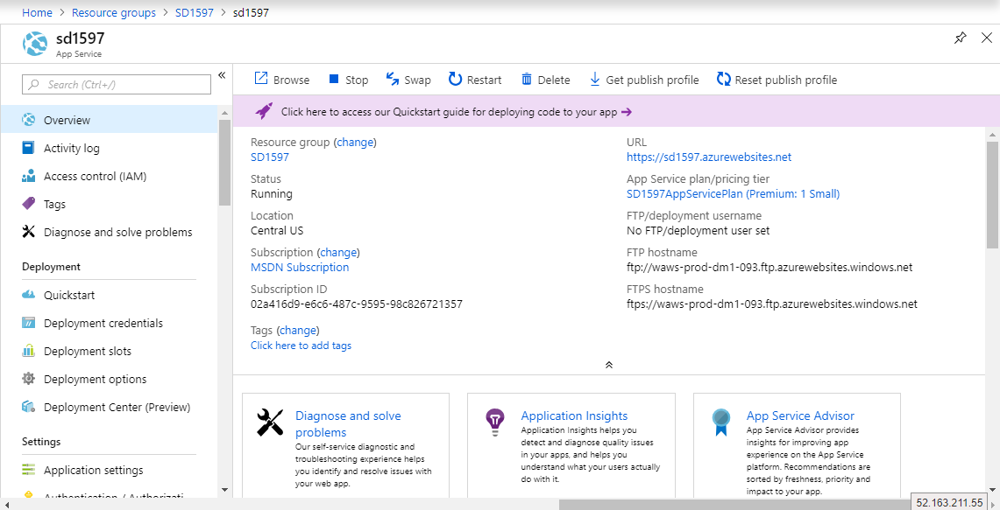 Home > Resource groups > SD1597 > sd1597
sd1597
App Service
Search (Ctrl+/)
«
Overview
Activity log
Access control (IAM)
Tags
Diagnose and solve problems
Deployment
Quickstart
Deployment credentials
Deployment slots
Deployment options
Deployment Center (Preview)
Settings
Application settings
Authentication / Authorizati
Browse Stop Swap Restart Delete Get publish profile Reset publish profile
Click here to access our Quickstart guide for deploying code to your app →
Resource group (change)
SD1597
Status
Running
Location
Central US
Subscription (change)
MSDN Subscription
Subscription ID
02a416d9-e6c6-487c-9595-98c826721357
Tags (change)
Click here to add tags
URL
https://sd1597.azurewebsites.net
App Service plan/pricing tier
SD1597AppServicePlan (Premium: 1 Small)
FTP/deployment username
No FTP/deployment user set
FTP hostname
ftp://waws-prod-dm1-093.ftp.azurewebsites.windows.net
FTPS hostname
ftps://waws-prod-dm1-093.ftp.azurewebsites.windows.net
Diagnose and solve
problems
Our self-service diagnostic and
troubleshooting experience helps
you identify and resolve issues with
your web app.
Application Insights
Application Insights helps you
detect and diagnose quality issues
in your apps, and helps you
understand what your users actually
do with it.
App Service Advisor
App Service Advisor provides
insights for improving app
experience on the App Service
platform. Recommendations are
sorted by freshness, priority and
impact to your app.
52.163.211.55